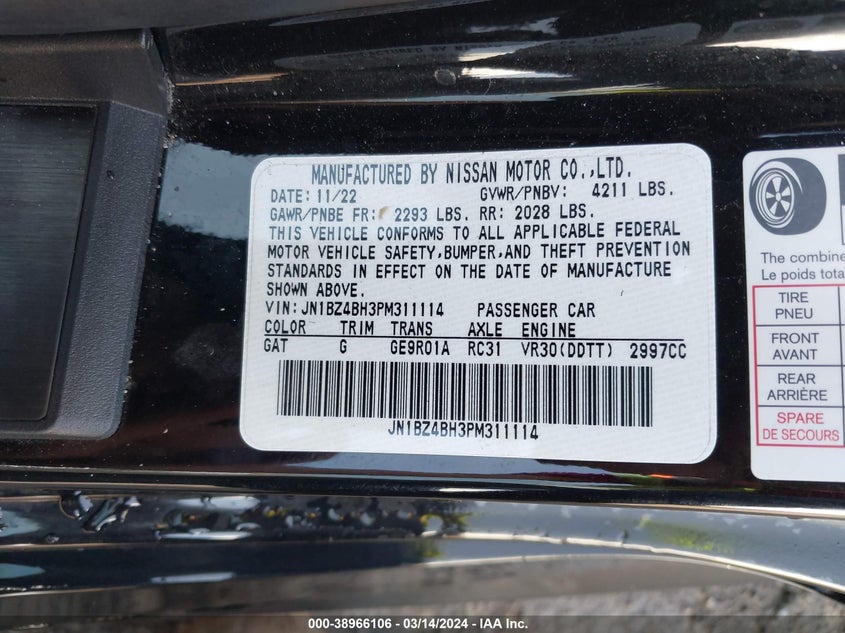 MANUFACTURED BY NISSAN MOTOR CO.,LTD.
DATE: 11/22 GVWR/PNBV: 4211 LBS.
GAWR/PNBE FR: 2293 LBS. RR: 2028 LBS.
THIS VEHICLE CONFORMS TO ALL APPLICABLE FEDERAL
MOTOR VEHICLE SAFETY,BUMPER,AND THEFT PREVENTION
STANDARDS IN EFFECT ON THE DATE OF MANUFACTURE
SHOWN ABOVE.
VIN:JN1BZ4BH3PM311114 PASSENGER CAR
COLOR TRIM TRANS AXLE ENGINE
GAT G GE9R01A RC31 VR30(DDTT) 2997CC
JN1BZ4BH3PM311114
The combine
Le poids tota
TIRE
PNEU
FRONT
AVANT
REAR
ARRIÈRE
SPARE
DE SECOURS
000-38966106 - 03/14/2024 - IAA Inc.